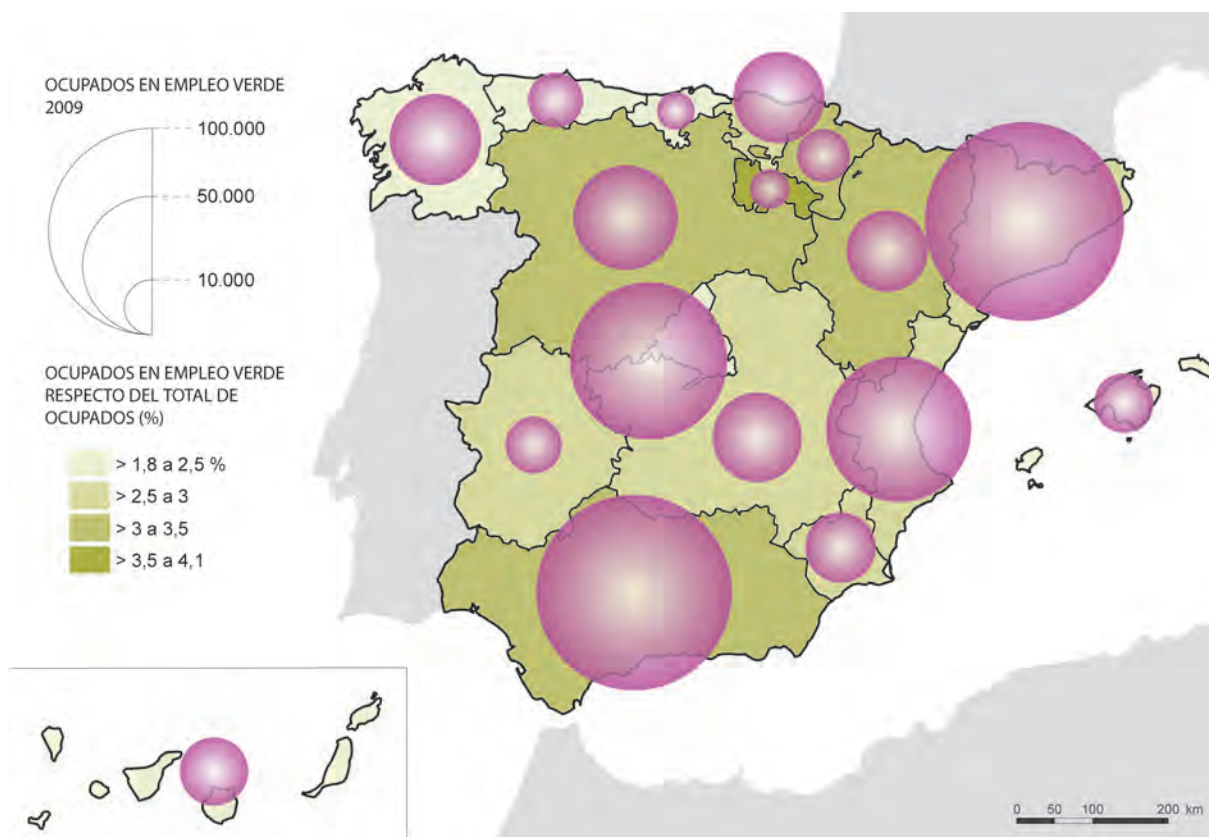 OCUPADOS EN EMPLEO VERDE
2009
100.000
50.000
10.000
OCUPADOS EN EMPLEO VERDE
RESPECTO DEL TOTAL DE
OCUPADOS (%)
> 1,8 a 2,5 %
> 2,5 a 3
> 3 a 3,5
> 3,5 a 4,1
0 50 100 200 km